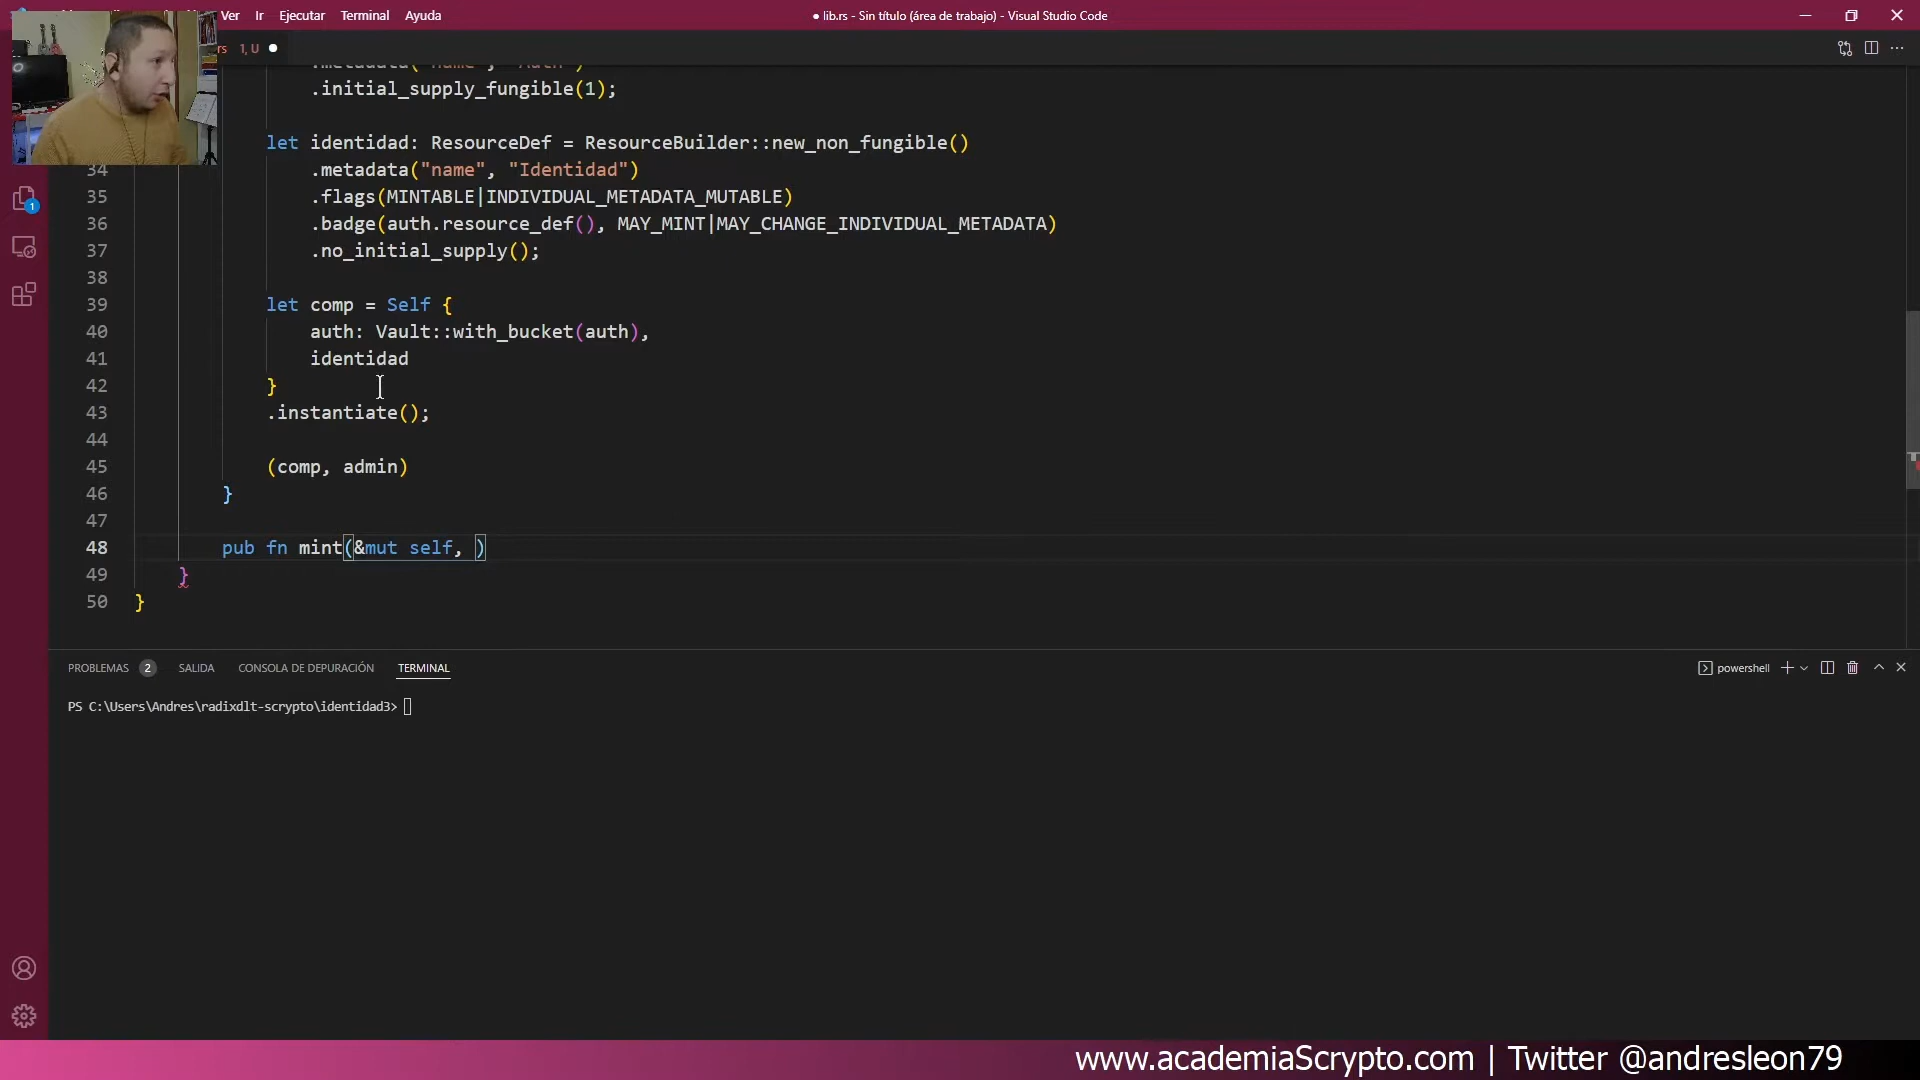 Ver Ir Ejecutar Terminal Ayuda
● lib.rs - Sin título (área de trabajo) - Visual Studio Code
rs 1, U ●
.initial_supply_fungible(1);
let identidad: ResourceDef = ResourceBuilder::new_non_fungible()
34 .metadata("name", "Identidad")
35 .flags(MINTABLE|INDIVIDUAL_METADATA_MUTABLE)
36 .badge(auth.resource_def(), MAY_MINT|MAY_CHANGE_INDIVIDUAL_METADATA)
37 .no_initial_supply();
38
39 let comp = Self {
40 auth: Vault::with_bucket(auth),
41 identidad
42 }
43 .instantiate();
44
45 (comp, admin)
46 }
47
48 pub fn mint(&mut self, )
49 }
50 }
1
PROBLEMAS 2 SALIDA CONSOLA DE DEPURACIÓN TERMINAL
powershell
PS C:\Users\Andres\radixdlt-scrypto\identidad3>
www.academiaScrypto.com | Twitter @andresleon79